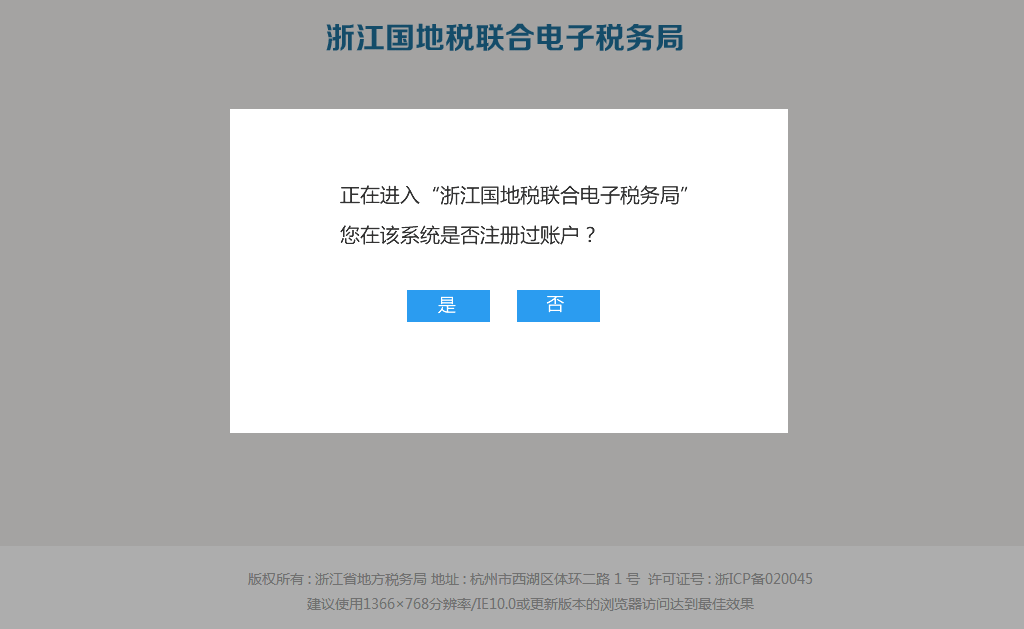 浙江国地税联合电子税务局
正在进入“浙江国地税联合电子税务局”
您在该系统是否注册过账户？
是
否
版权所有 : 浙江省地方税务局 地址 : 杭州市西湖区体环二路 1 号 许可证号 : 浙ICP备020045
建议使用1366×768分辨率/IE10.0或更新版本的浏览器访问达到最佳效果